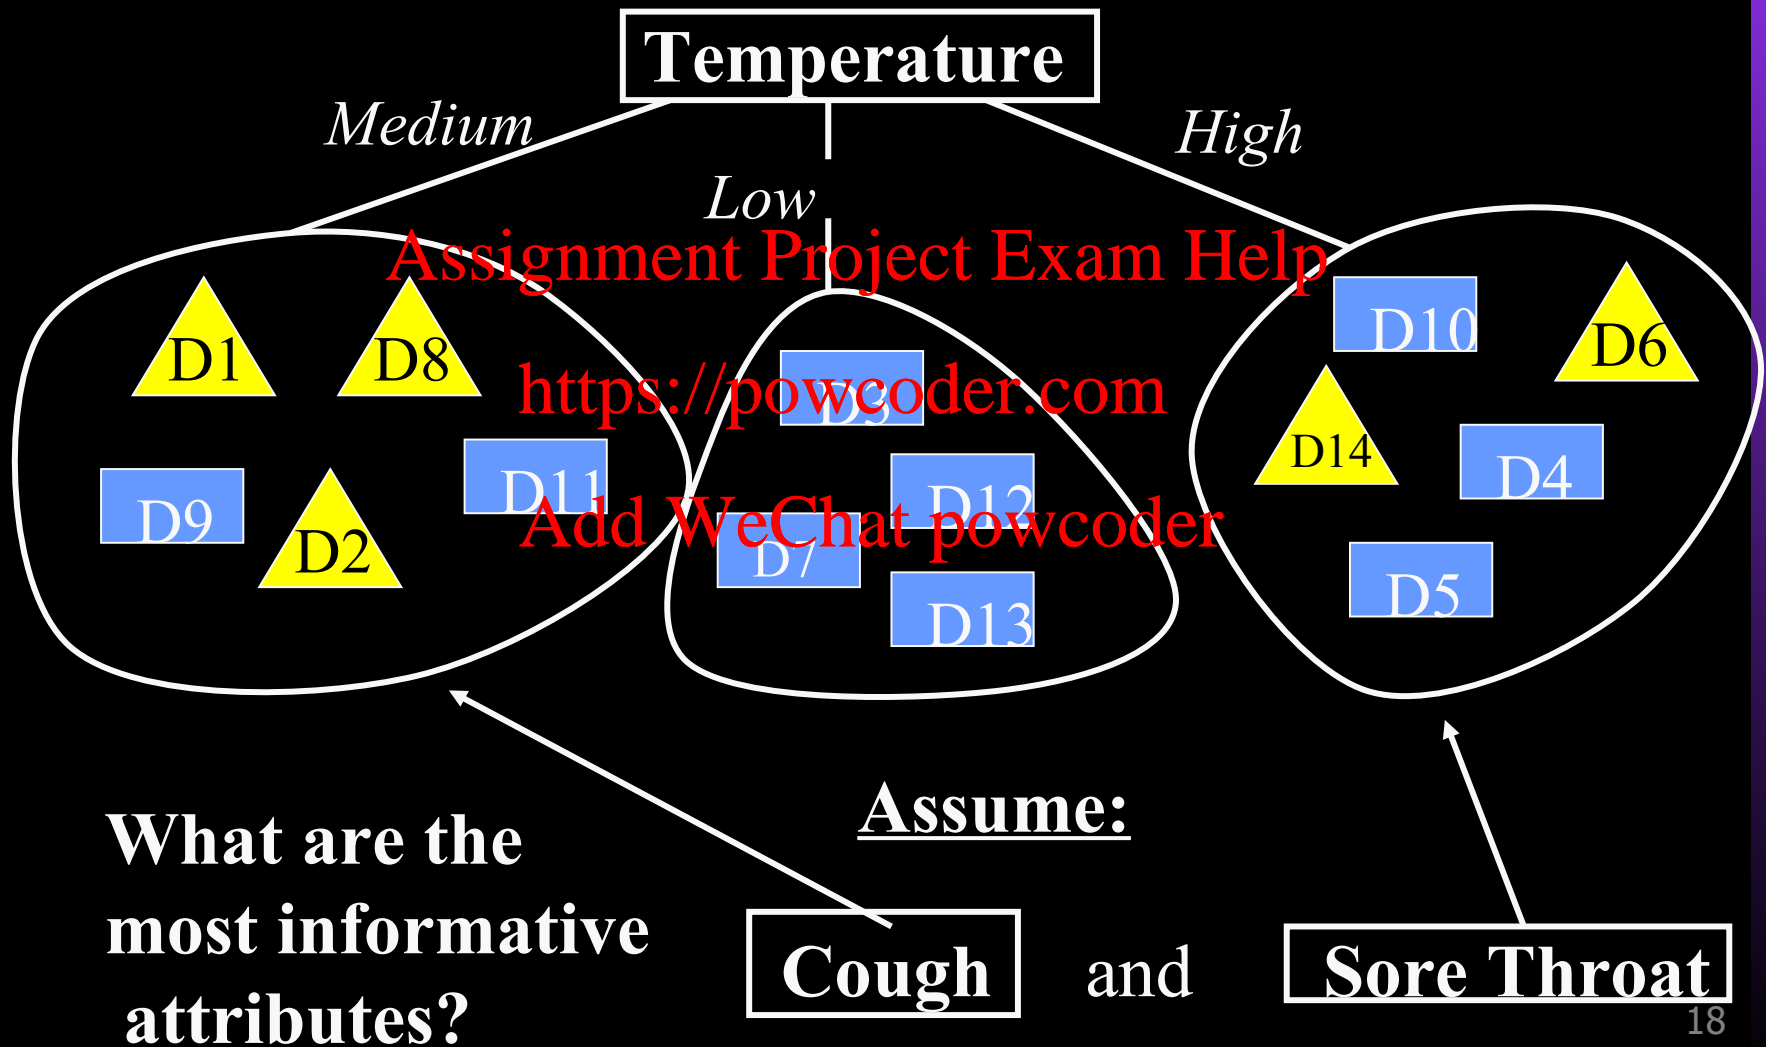 Temperature
Medium
High
Low
Assignment Project Exam Help
D1
D8
D10
D6
https://powcoder.com
D3
D14
D4
D9
D11
D12
D2
Add WeChat powcoder
D7
D5
D13
Assume:
What are the
most informative
attributes?
Cough and Sore Throat
18